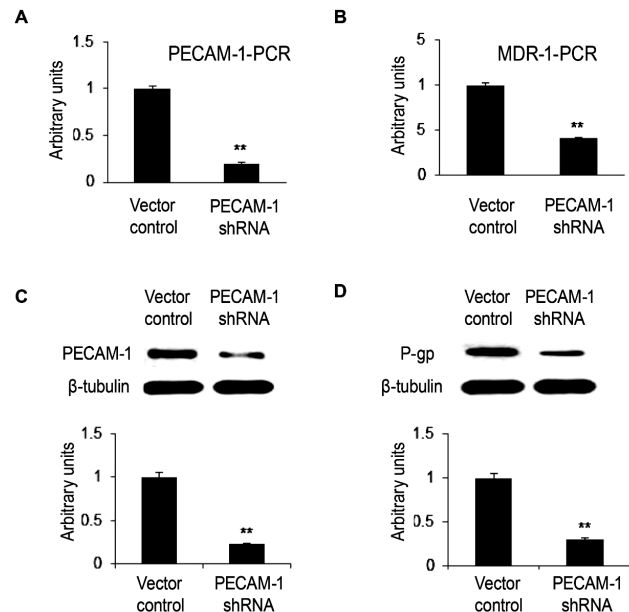 A
PECAM-1-PCR
Arbitrary units
1.5
1
0.5
0
**
Vector
control
PECAM-1
shRNA
B
MDR-1-PCR
Arbitrary units
5
1
5
5
**
Vector
control
PECAM-1
shRNA
C
Vector
control
PECAM-1
shRNA
PECAM-1
β-tubulin
Arbitrary units
1.5
1
0.5
0
**
Vector
control
PECAM-1
shRNA
D
Vector
control
PECAM-1
shRNA
P-gp
β-tubulin
Arbitrary units
1.5
1
0.5
0
**
Vector
control
PECAM-1
shRNA